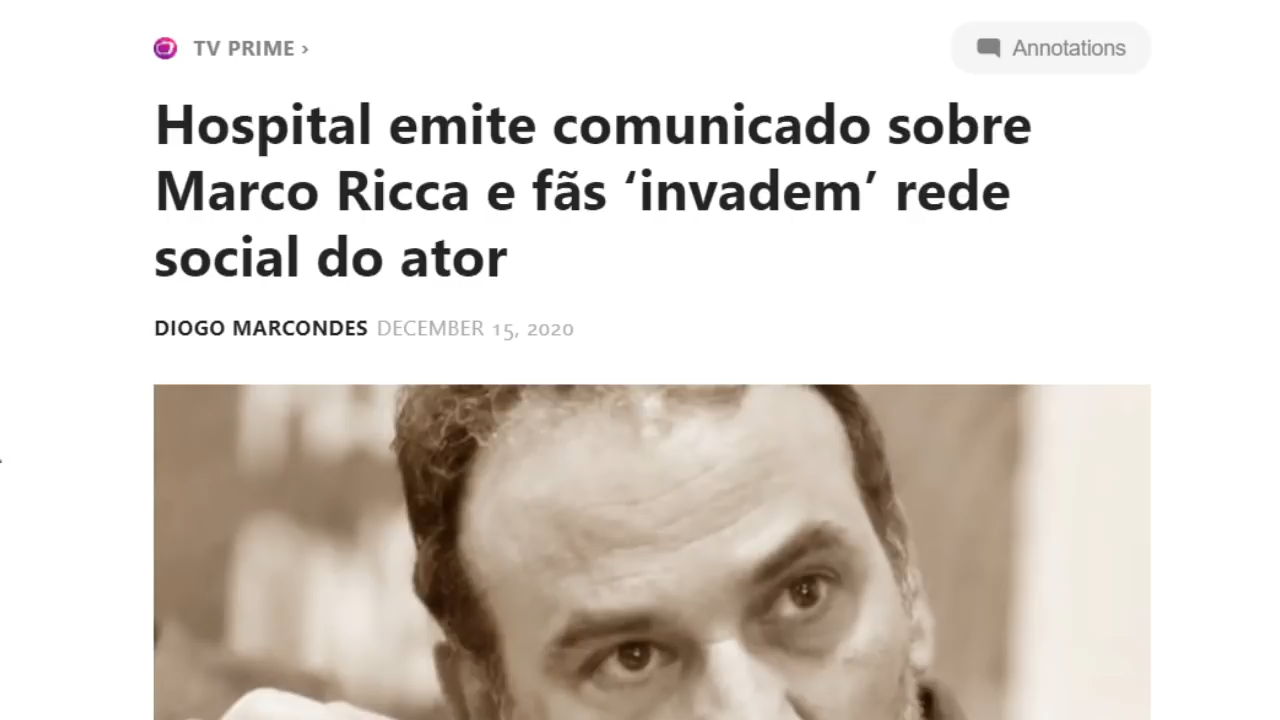 TV PRIME ›
Annotations
Hospital emite comunicado sobre
Marco Ricca e fãs ‘invadem’ rede
social do ator
DIOGO MARCONDES DECEMBER 15, 2020